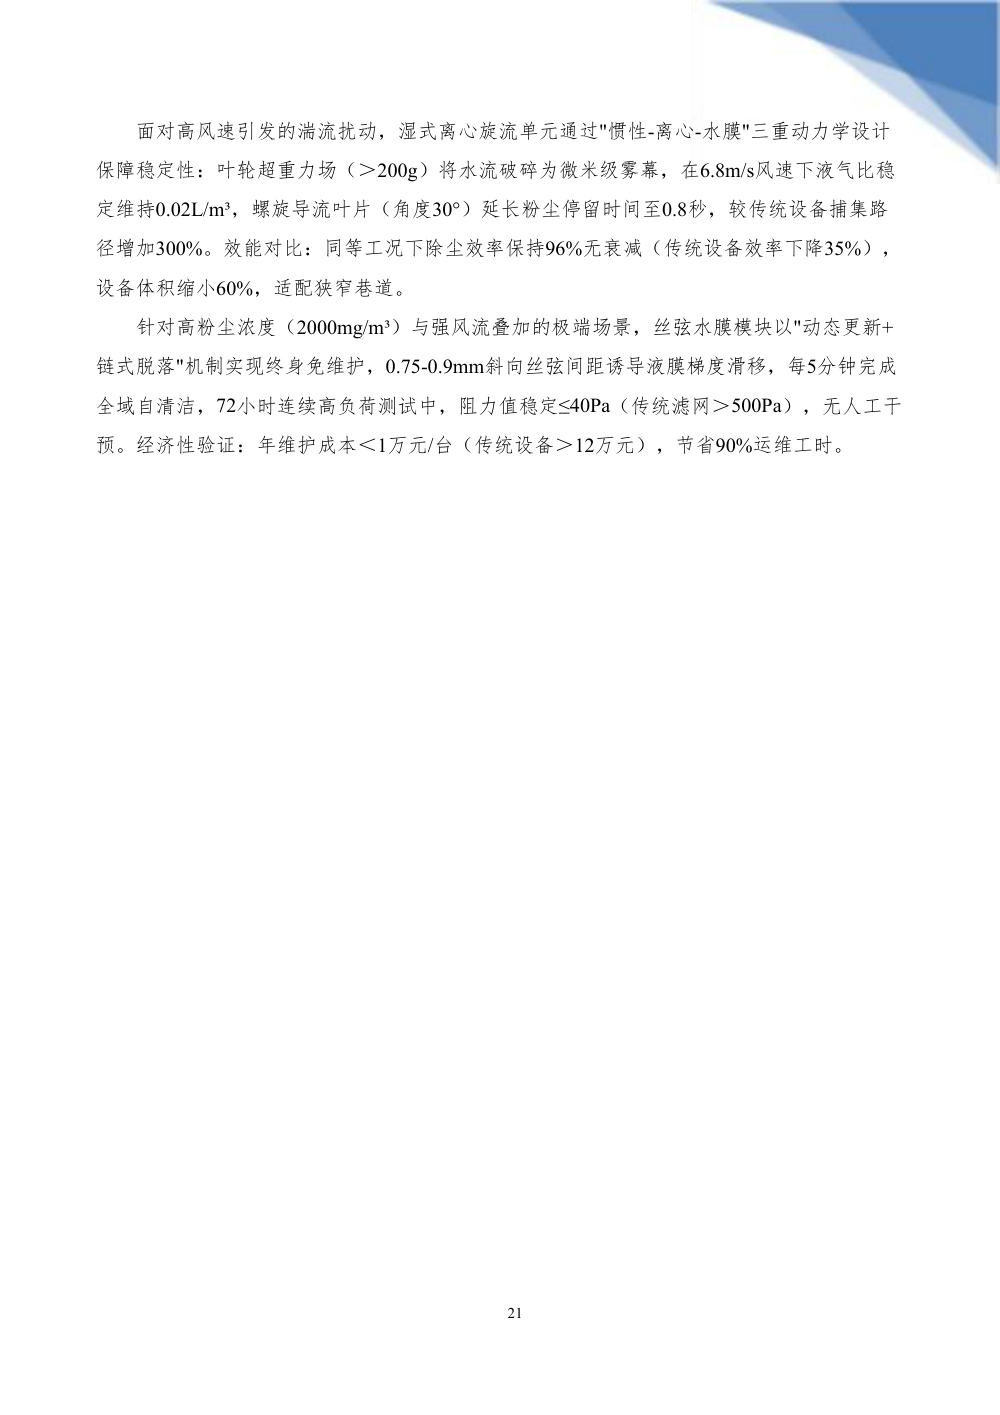 面对高风速引发的湍流扰动，湿式离心旋流单元通过"惯性-离心-水膜"三重动力学设计
保障稳定性：叶轮超重力场（＞200g）将水流破碎为微米级雾幕，在6.8m/s风速下液气比稳
定维持0.02L/m³，螺旋导流叶片（角度30°）延长粉尘停留时间至0.8秒，较传统设备捕集路
径增加300%。效能对比：同等工况下除尘效率保持96%无衰减（传统设备效率下降35%），
设备体积缩小60%，适配狭窄巷道。
针对高粉尘浓度（2000mg/m³）与强风流叠加的极端场景，丝弦水膜模块以"动态更新+
链式脱落"机制实现终身免维护，0.75-0.9mm斜向丝弦间距诱导液膜梯度滑移，每5分钟完成
全域自清洁，72小时连续高负荷测试中，阻力值稳定≤40Pa（传统滤网＞500Pa），无人工干
预。经济性验证：年维护成本＜1万元/台（传统设备＞12万元），节省90%运维工时。
21